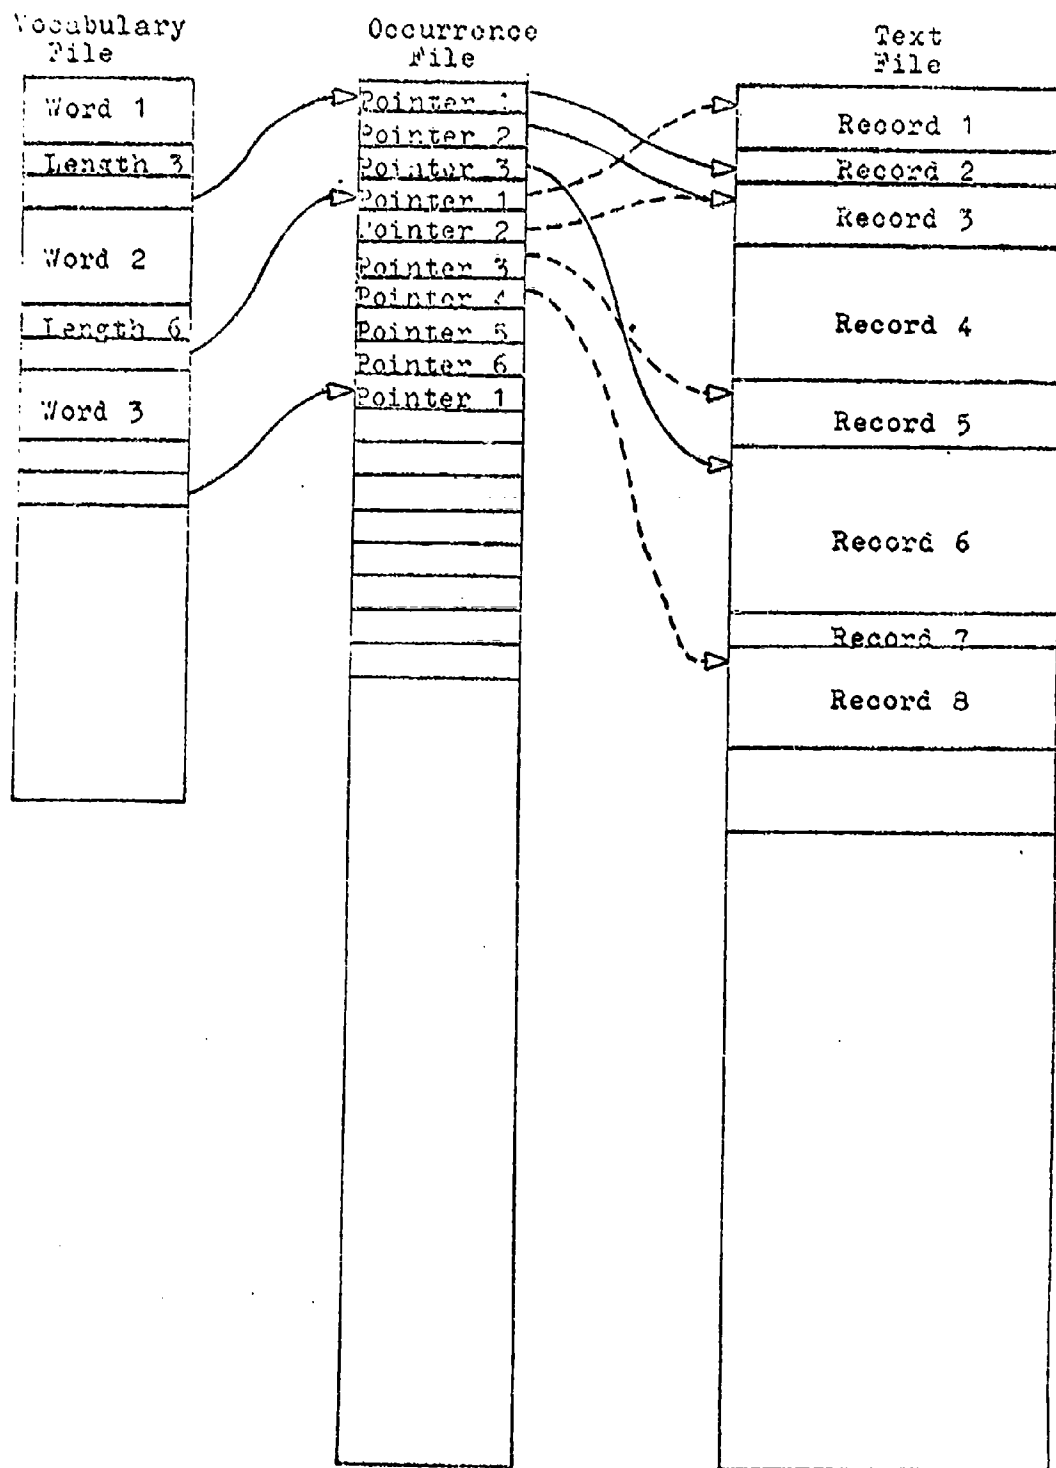 Vocabulary
File
Word 1
Length 3
Word 2
Length 6
Word 3
Occurrence
File
Pointer 1
Pointer 2
Pointer 3
Pointer 1
Pointer 2
Pointer 3
Pointer 4
Pointer 5
Pointer 6
Pointer 1
Text
File
Record 1
Record 2
Record 3
Record 4
Record 5
Record 6
Record 7
Record 8